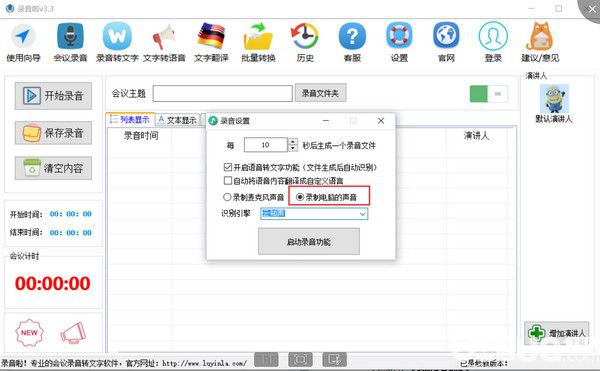 录音啦v3.3
使用向导
会议录音
录音转文字
文字转语音
文字翻译
批量转换
历史
客服
设置
官网
登录
建议/意见
开始录音
保存录音
清空内容
开始时间: 00: 00: 00
结束时间: 00: 00: 00
会议计时
00:00:00
NEW
会议主题
录音文件夹
列表显示
文本显示
录音时间
演讲人
演讲人
默认演讲人
增加演讲人
录音设置
每 10 秒后生成一个录音文件
开启语音转文字功能(文件生成后自动识别)
自动将语音内容翻译成自定义语言
录制麦克风声音
录制电脑的声音
识别引擎
云知声
启动录音功能
录音啦! 专业的会议录音转文字软件, 官方网址: http://www.luyinla.com/